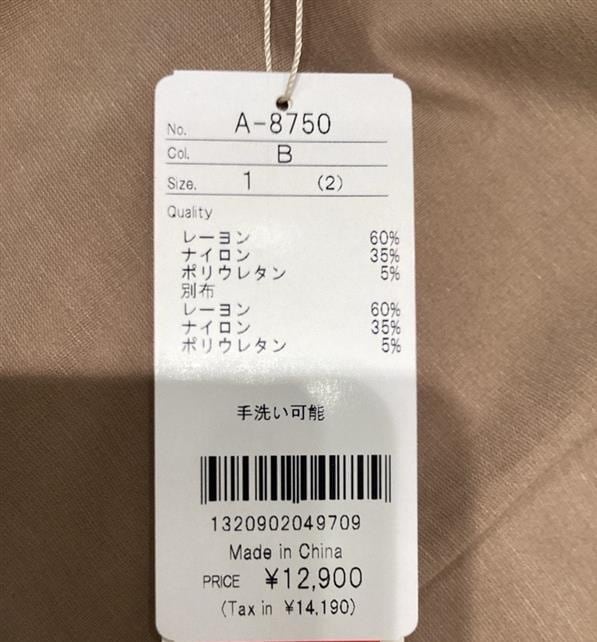 No. A-8750
Col. B
Size. 1 (2)
Quality
レーヨン 60%
ナイロン 35%
ポリウレタン 5%
別布
レーヨン 60%
ナイロン 35%
ポリウレタン 5%
手洗い可能
1320902049709
Made in China
PRICE ¥12,900
(Tax in ¥14,190)